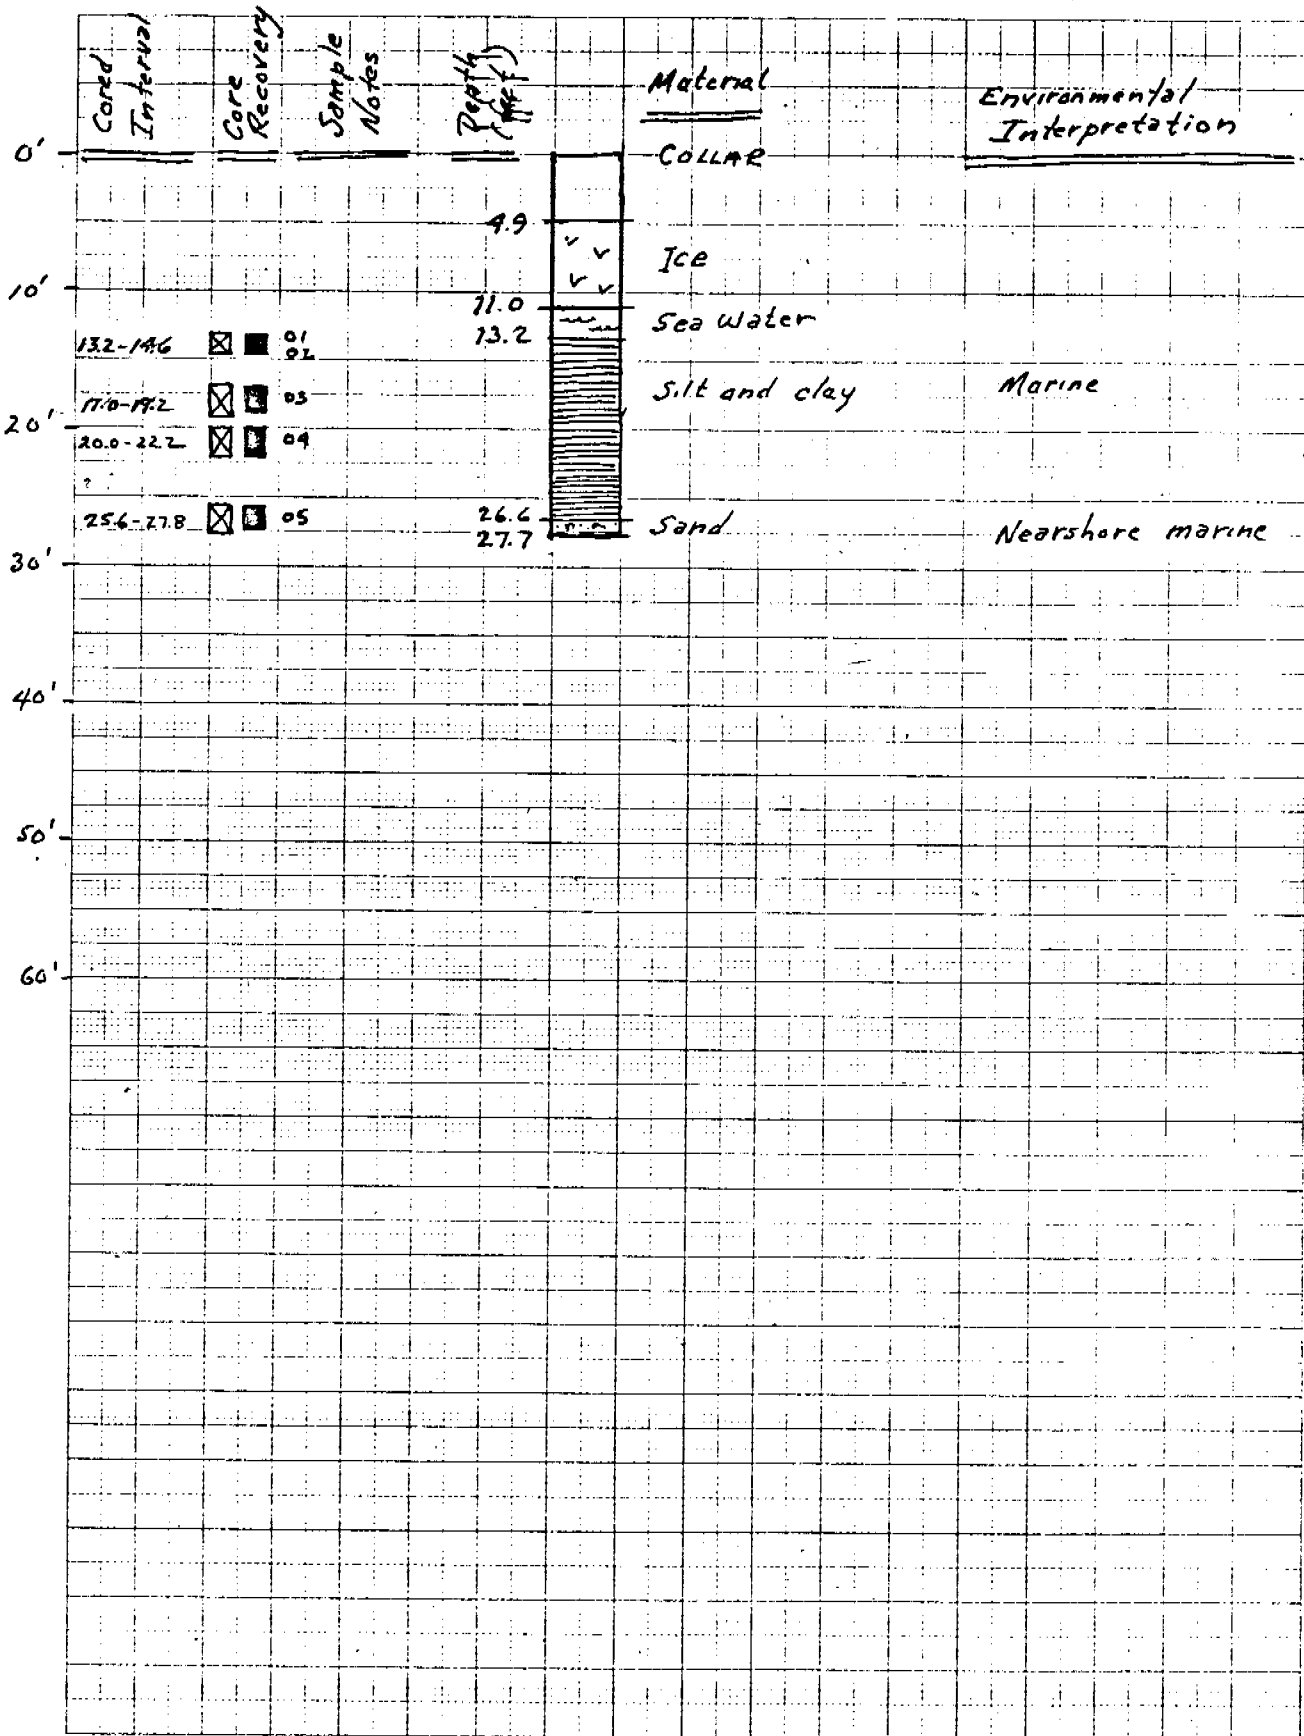 Cored Interval
Core Recovery
Sample Notes
Depth
Material
Environmental Interpretation
0'
COLLAR
4.9
Ice
10'
11.0
Sea Water
13.2
13.2-14.6
01
02
Silt and clay
Marine
17.0-19.2
03
20'
20.0-22.2
04
?
25.6-27.8
05
26.6
Sand
27.7
Nearshore marine
30'
40'
50'
60'